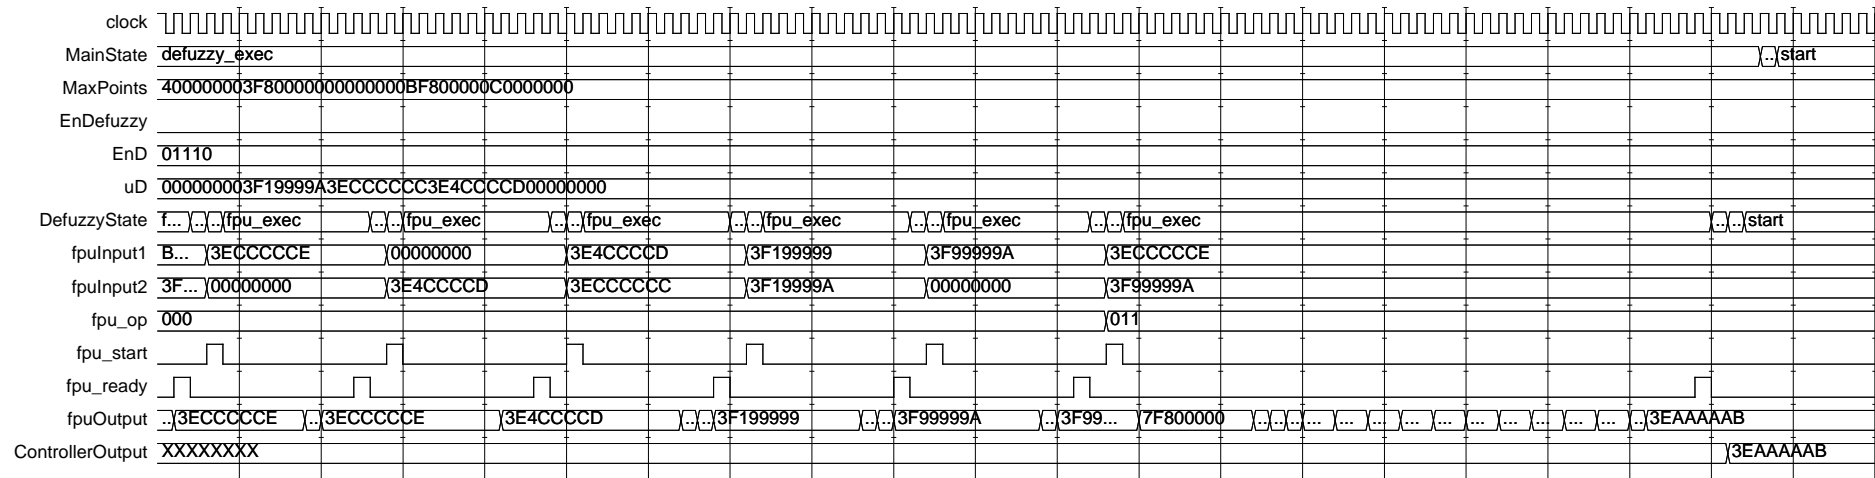 clock
MainState defuzzy_exec .. start
MaxPoints 400000003F80000000000000BF800000C0000000
EnDefuzzy
EnD 01110
uD 000000003F19999A3ECCCCCC3E4CCCCD00000000
DefuzzyState f... .. .. fpu_exec .. .. fpu_exec .. .. fpu_exec .. .. fpu_exec .. .. fpu_exec .. .. fpu_exec .. .. start
fpuInput1 B... 3ECCCCCE 00000000 3E4CCCCD 3F199999 3F99999A 3ECCCCCE
fpuInput2 3F... 00000000 3E4CCCCD 3ECCCCCC 3F19999A 00000000 3F99999A
fpu_op 000 011
fpu_start
fpu_ready
fpuOutput .. 3ECCCCCE .. 3ECCCCCE 3E4CCCCD .. .. 3F199999 .. .. 3F99999A .. 3F99... 7F800000 .. .. .. ... ... ... ... ... ... ... ... ... ... .. 3EAAAAAB
ControllerOutput XXXXXXXX 3EAAAAAB